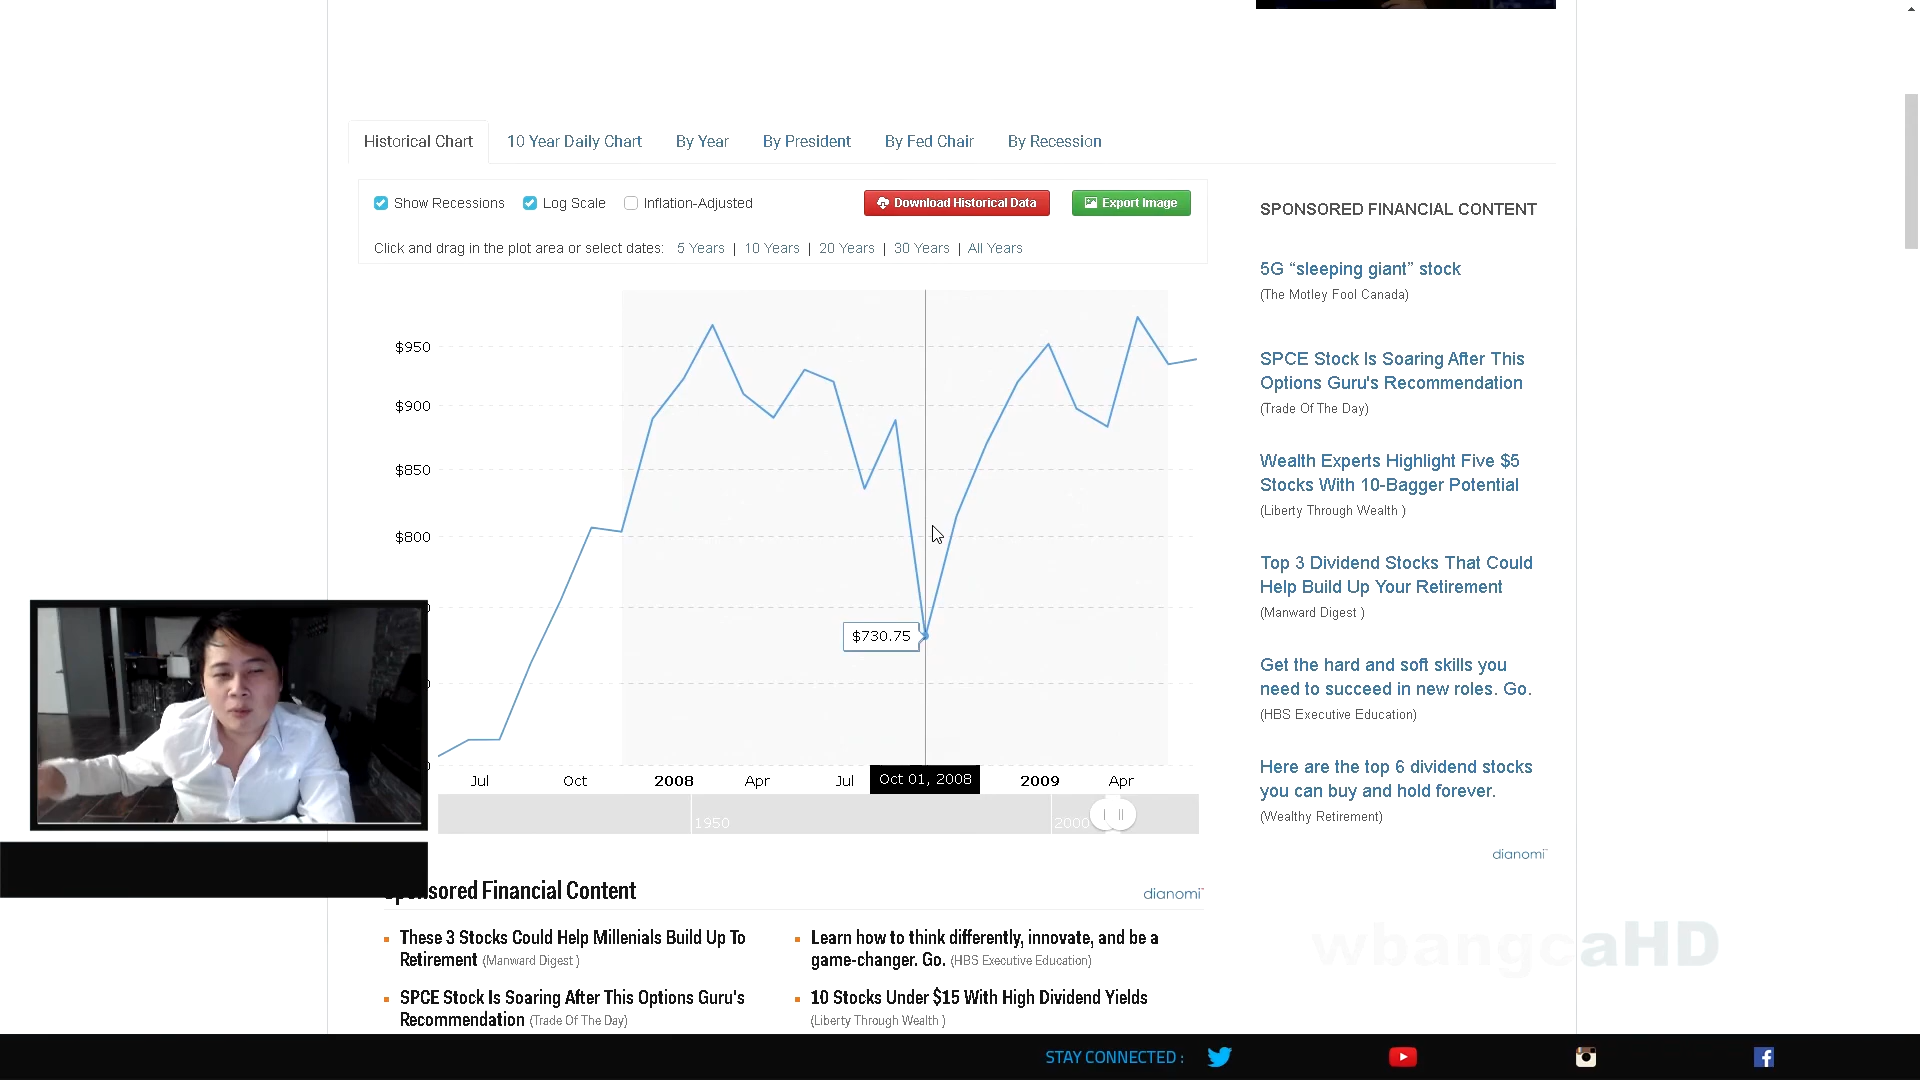 Historical Chart
10 Year Daily Chart
By Year
By President
By Fed Chair
By Recession
Show Recessions
Log Scale
Inflation-Adjusted
Download Historical Data
Export Image
Click and drag in the plot area or select dates: 5 Years | 10 Years | 20 Years | 30 Years | All Years
$950
$900
$850
$800
$730.75
Jul
Oct
2008
Apr
Jul
Oct 01, 2008
2009
Apr
1950
2000
SPONSORED FINANCIAL CONTENT
5G “sleeping giant” stock
(The Motley Fool Canada)
SPCE Stock Is Soaring After This
Options Guru's Recommendation
(Trade Of The Day)
Wealth Experts Highlight Five $5
Stocks With 10-Bagger Potential
(Liberty Through Wealth )
Top 3 Dividend Stocks That Could
Help Build Up Your Retirement
(Manward Digest )
Get the hard and soft skills you
need to succeed in new roles. Go.
(HBS Executive Education)
Here are the top 6 dividend stocks
you can buy and hold forever.
(Wealthy Retirement)
dianomi
Sponsored Financial Content
dianomi
These 3 Stocks Could Help Millenials Build Up To
Retirement (Manward Digest )
SPCE Stock Is Soaring After This Options Guru's
Recommendation (Trade Of The Day)
Learn how to think differently, innovate, and be a
game-changer. Go. (HBS Executive Education)
10 Stocks Under $15 With High Dividend Yields
(Liberty Through Wealth )
wbangcaHD
STAY CONNECTED :